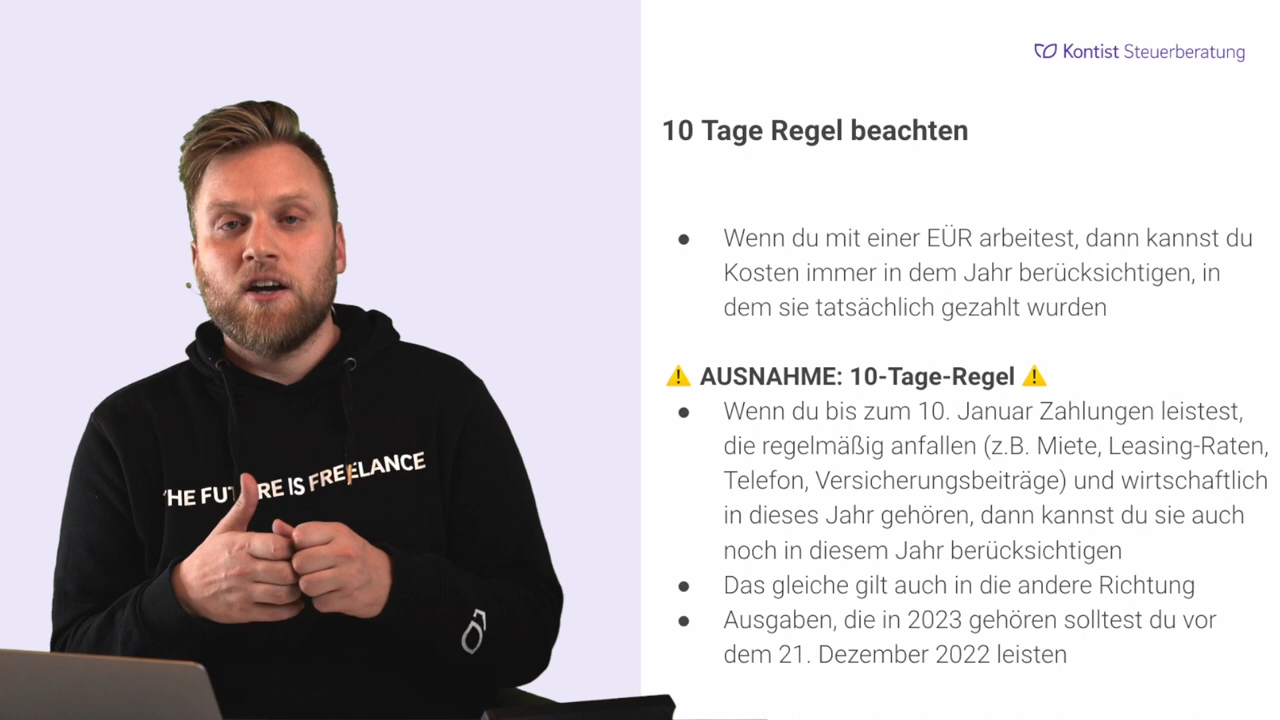 Kontist Steuerberatung
10 Tage Regel beachten
● Wenn du mit einer EÜR arbeitest, dann kannst du
Kosten immer in dem Jahr berücksichtigen, in
dem sie tatsächlich gezahlt wurden
⚠ AUSNAHME: 10-Tage-Regel ⚠
● Wenn du bis zum 10. Januar Zahlungen leistest,
die regelmäßig anfallen (z.B. Miete, Leasing-Raten,
Telefon, Versicherungsbeiträge) und wirtschaftlich
in dieses Jahr gehören, dann kannst du sie auch
noch in diesem Jahr berücksichtigen
● Das gleiche gilt auch in die andere Richtung
● Ausgaben, die in 2023 gehören solltest du vor
dem 21. Dezember 2022 leisten
THE FUTURE IS FREELANCE